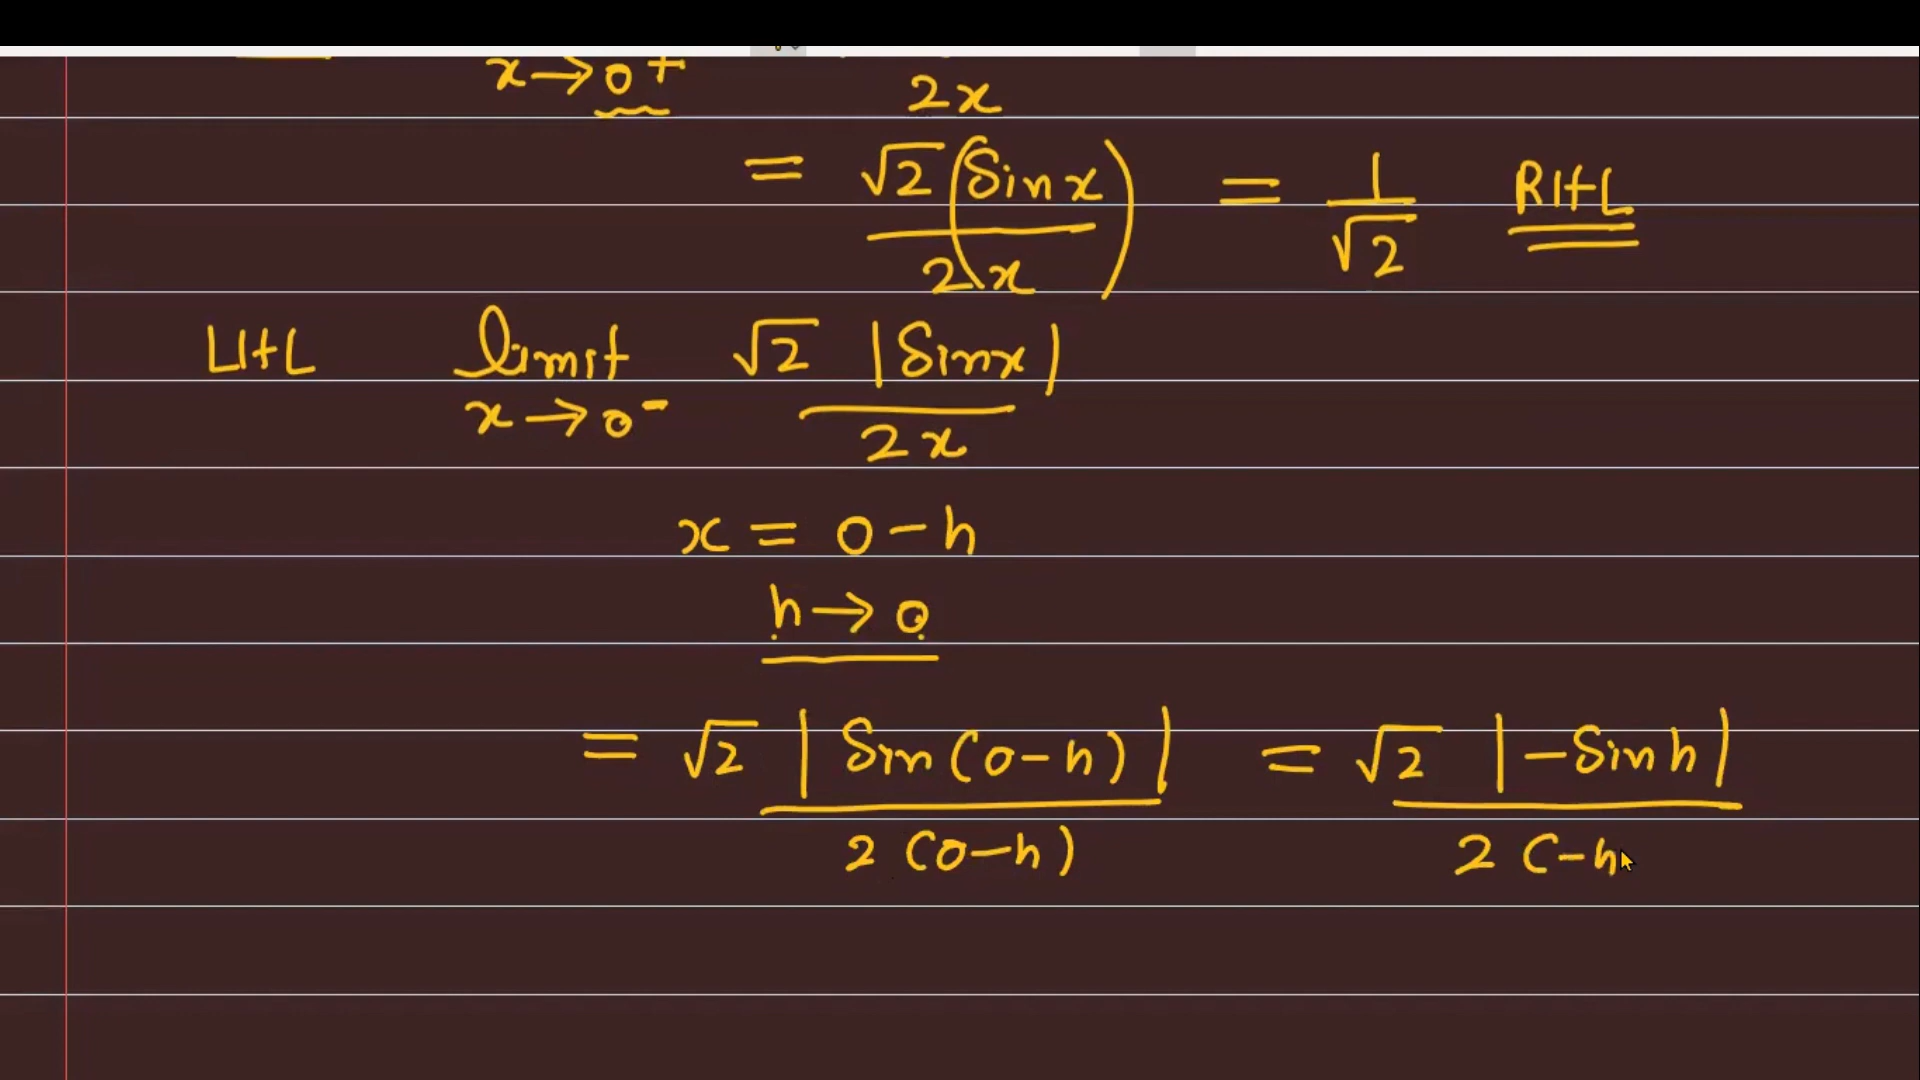 x→0+ 2x
= √2 (sin x / 2 x) = 1/√2 RHL
LHL limit x→0- √2 |sin x| / 2x
x = 0-h
h→0
= √2 |sin(0-h)| / 2(0-h) = √2 |-sin h| / 2(-h